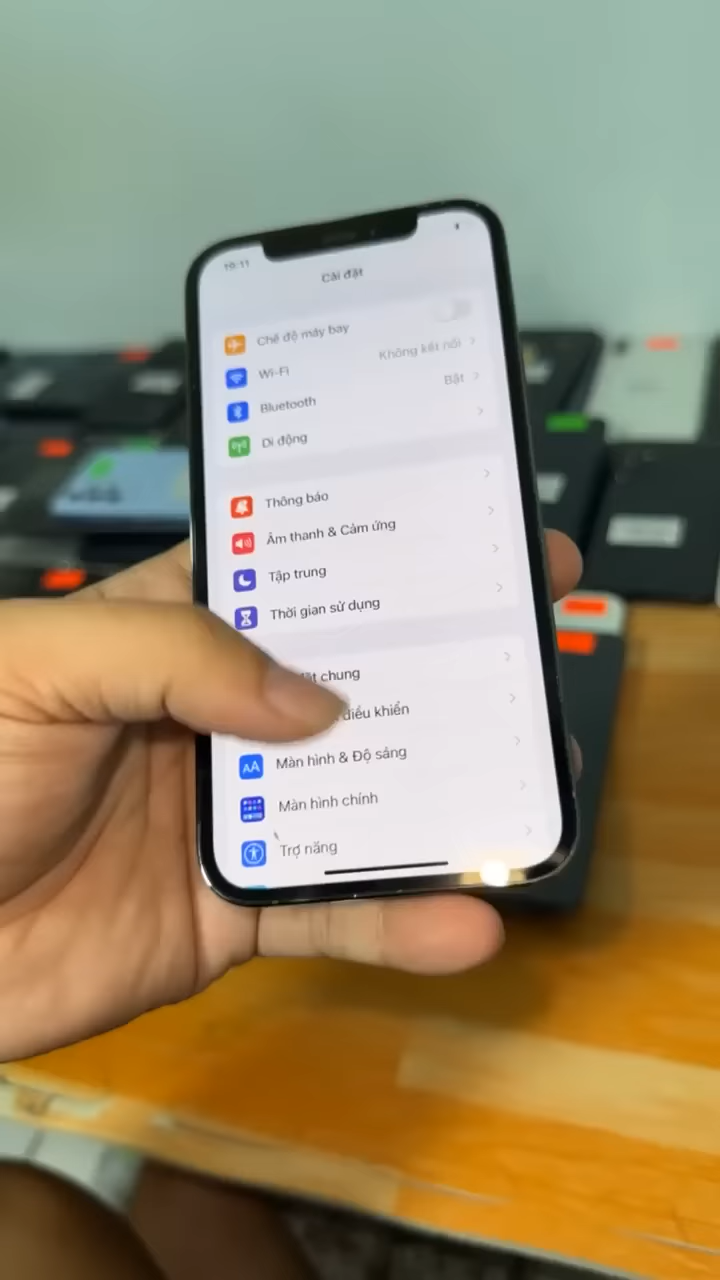 10:11
Cài đặt
Chế độ máy bay
Wi-Fi Không kết nối
Bluetooth Bật
Di động
Thông báo
Âm thanh & Cảm ứng
Tập trung
Thời gian sử dụng
chung
điều khiển
AA Màn hình & Độ sáng
Màn hình chính
Trợ năng